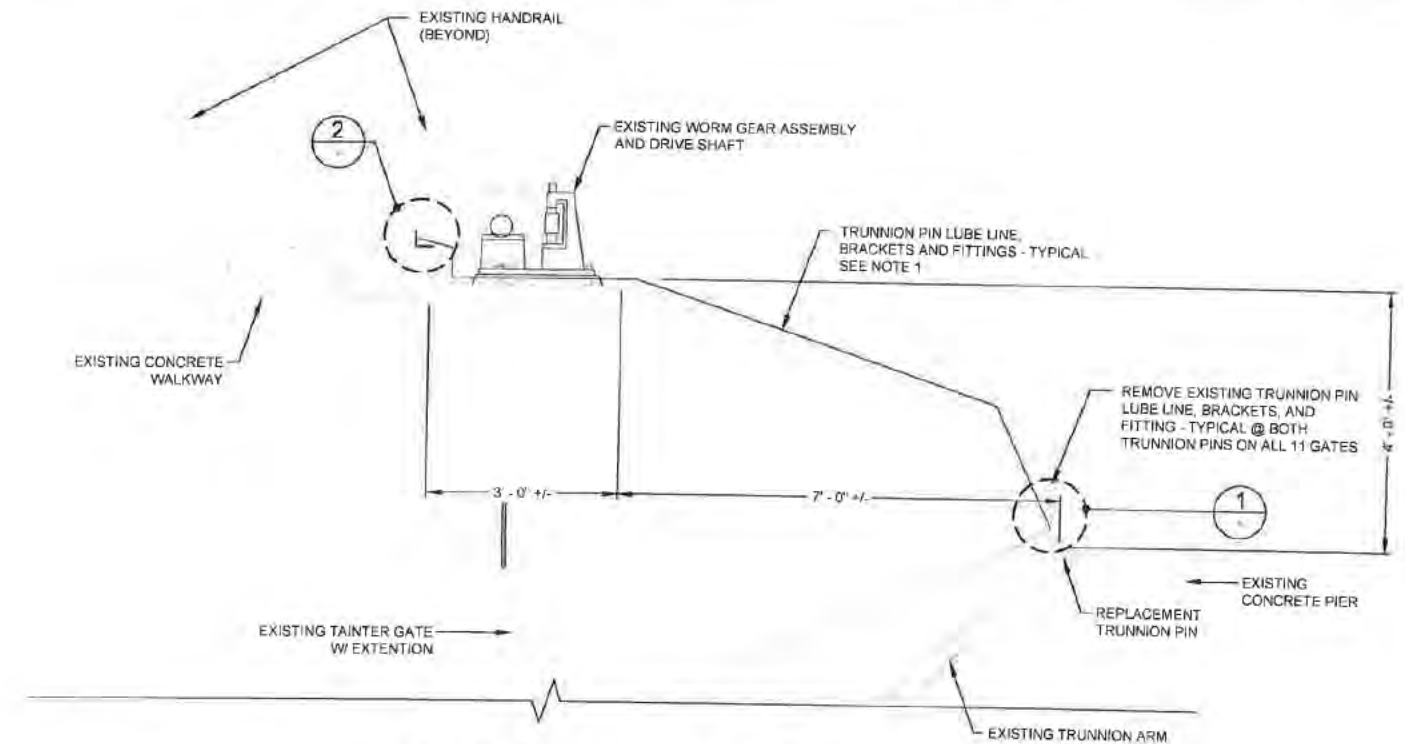 EXISTING HANDRAIL
(BEYOND)
2
EXISTING WORM GEAR ASSEMBLY
AND DRIVE SHAFT
TRUNNION PIN LUBE LINE,
BRACKETS AND FITTINGS - TYPICAL
SEE NOTE 1
EXISTING CONCRETE
WALKWAY
REMOVE EXISTING TRUNNION PIN
LUBE LINE, BRACKETS, AND
FITTING - TYPICAL @ BOTH
TRUNNION PINS ON ALL 11 GATES
4' - 0" +/-
3' - 0" +/-
7' - 0" +/-
1
EXISTING
CONCRETE PIER
REPLACEMENT
TRUNNION PIN
EXISTING TAINTER GATE
W/ EXTENTION
EXISTING TRUNNION ARM